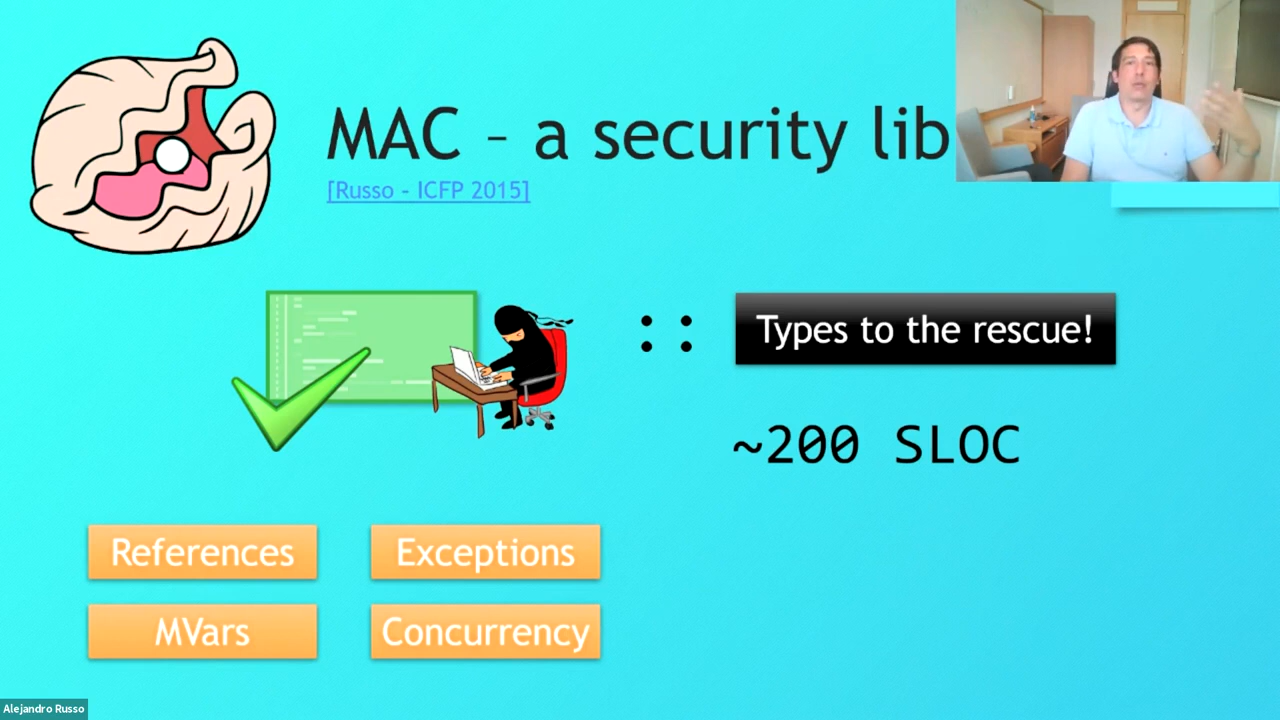 MAC – a security lib
[Russo – ICFP 2015]
::
Types to the rescue!
~200 SLOC
References
Exceptions
MVars
Concurrency
Alejandro Russo